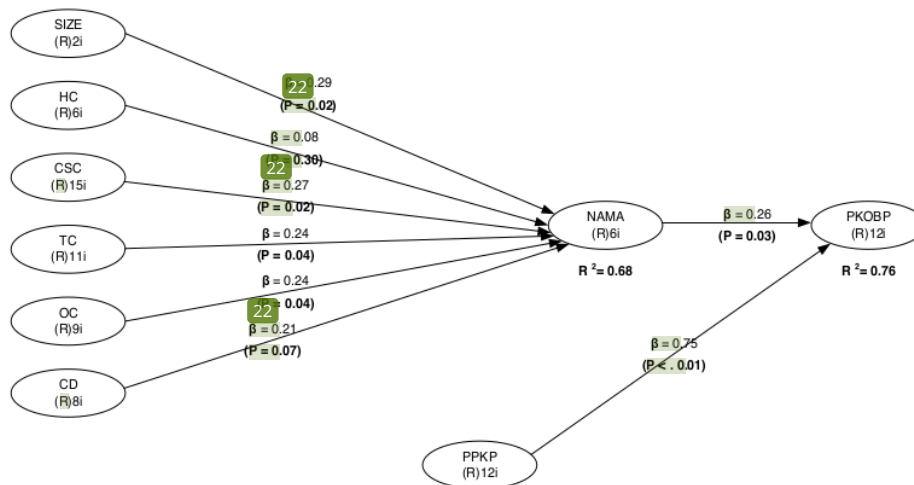 SIZE
(R)2i
22
.29
(P = 0.02)
HC
(R)6i
β = 0.08
(P = 0.30)
22
CSC
(R)15i
β = 0.27
(P = 0.02)
TC
(R)11i
β = 0.24
(P = 0.04)
OC
(R)9i
β = 0.24
(P = 0.04)
22
β = 0.21
(P = 0.07)
CD
(R)8i
NAMA
(R)6i
R ²= 0.68
β = 0.26
(P = 0.03)
PKOBP
(R)12i
R ²= 0.76
β = 0.75
(P < . 0.01)
PPKP
(R)12i